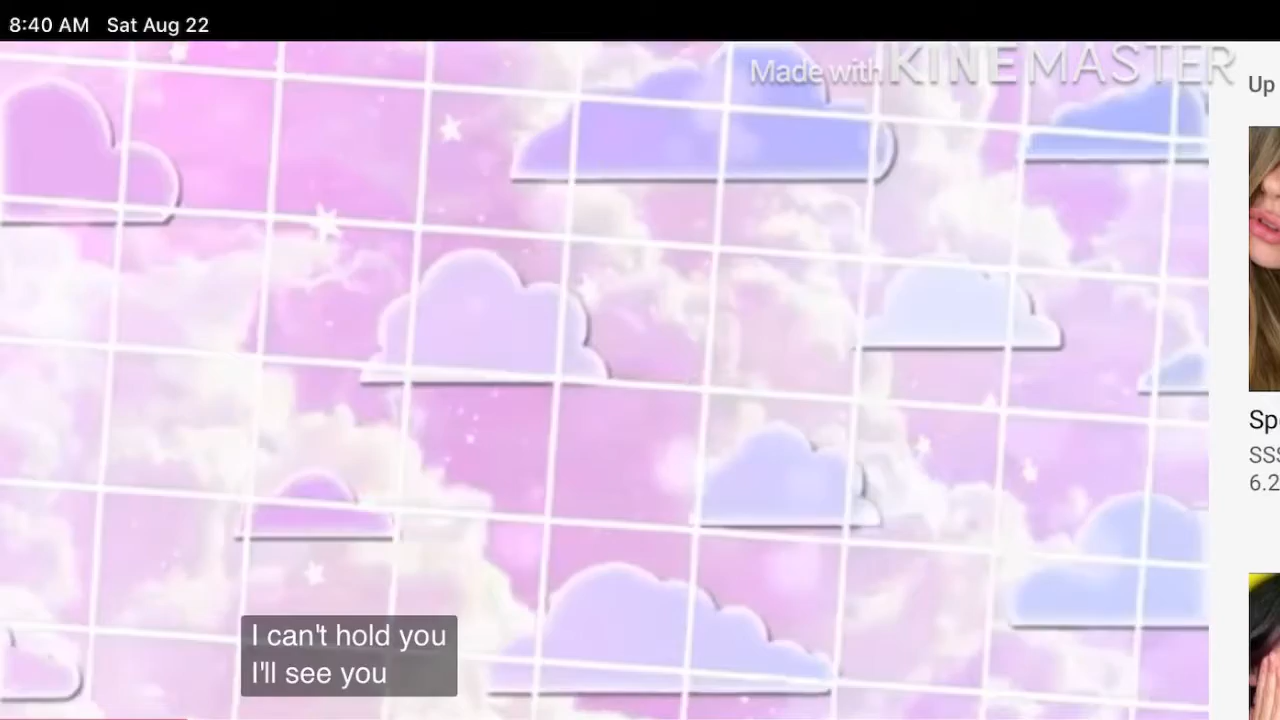 8:40 AM Sat Aug 22
Made with KINEMASTER
Up
Sp
SSS
6.2
I can't hold you
I'll see you